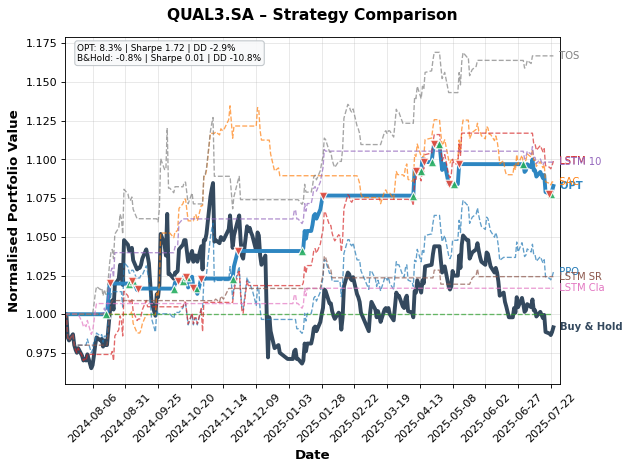 QUAL3.SA – Strategy Comparison
OPT: 8.3% | Sharpe 1.72 | DD -2.9%
B&Hold: -0.8% | Sharpe 0.01 | DD -10.8%
Normalised Portfolio Value
1.175
1.150
1.125
1.100
1.075
1.050
1.025
1.000
0.975
TOS
LSTM 10
OPT
PPO
LSTM SR
LSTM Cla
Buy & Hold
2024-08-06
2024-08-31
2024-09-25
2024-10-20
2024-11-14
2024-12-09
2025-01-03
2025-01-28
2025-02-22
2025-03-19
2025-04-13
2025-05-08
2025-06-02
2025-06-27
2025-07-22
Date